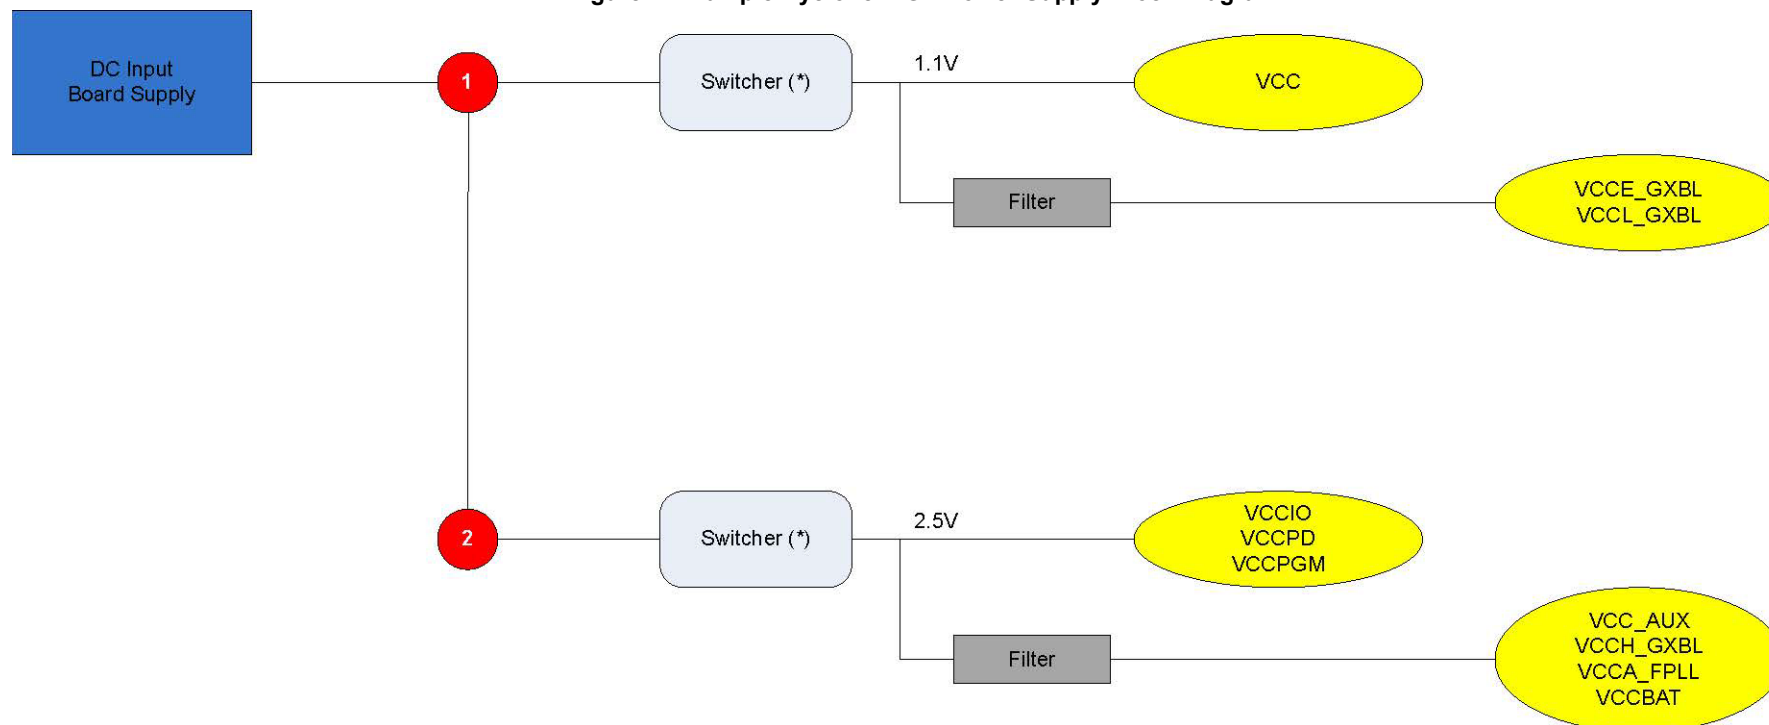 DC Input
Board Supply
1
Switcher (*)
1.1V
VCC
Filter
VCCE_GXBL
VCCL_GXBL
2
Switcher (*)
2.5V
VCCIO
VCCPD
VCCPGM
Filter
VCC_AUX
VCCH_GXBL
VCCA_FPLL
VCCBAT